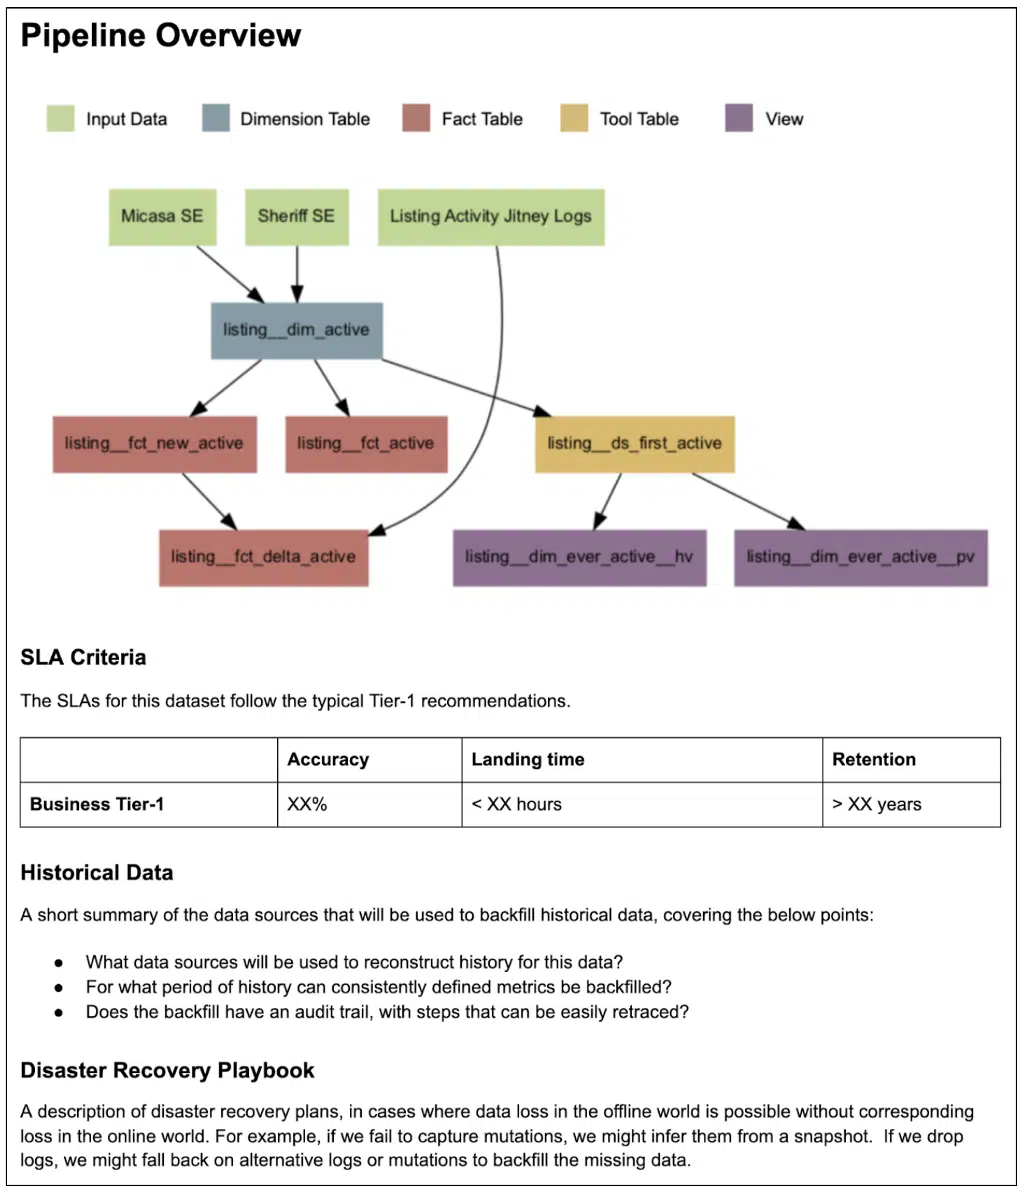 Pipeline Overview
Input Data
Dimension Table
Fact Table
Tool Table
View
Micasa SE
Sheriff SE
Listing Activity Jitney Logs
listing__dim_active
listing__fct_new_active
listing__fct_active
listing__ds_first_active
listing__fct_delta_active
listing__dim_ever_active__hv
listing__dim_ever_active__pv
SLA Criteria
The SLAs for this dataset follow the typical Tier-1 recommendations.
Accuracy Landing time Retention
Business Tier-1 XX% < XX hours > XX years
Historical Data
A short summary of the data sources that will be used to backfill historical data, covering the below points:
● What data sources will be used to reconstruct history for this data?
● For what period of history can consistently defined metrics be backfilled?
● Does the backfill have an audit trail, with steps that can be easily retraced?
Disaster Recovery Playbook
A description of disaster recovery plans, in cases where data loss in the offline world is possible without corresponding
loss in the online world. For example, if we fail to capture mutations, we might infer them from a snapshot.  If we drop
logs, we might fall back on alternative logs or mutations to backfill the missing data.